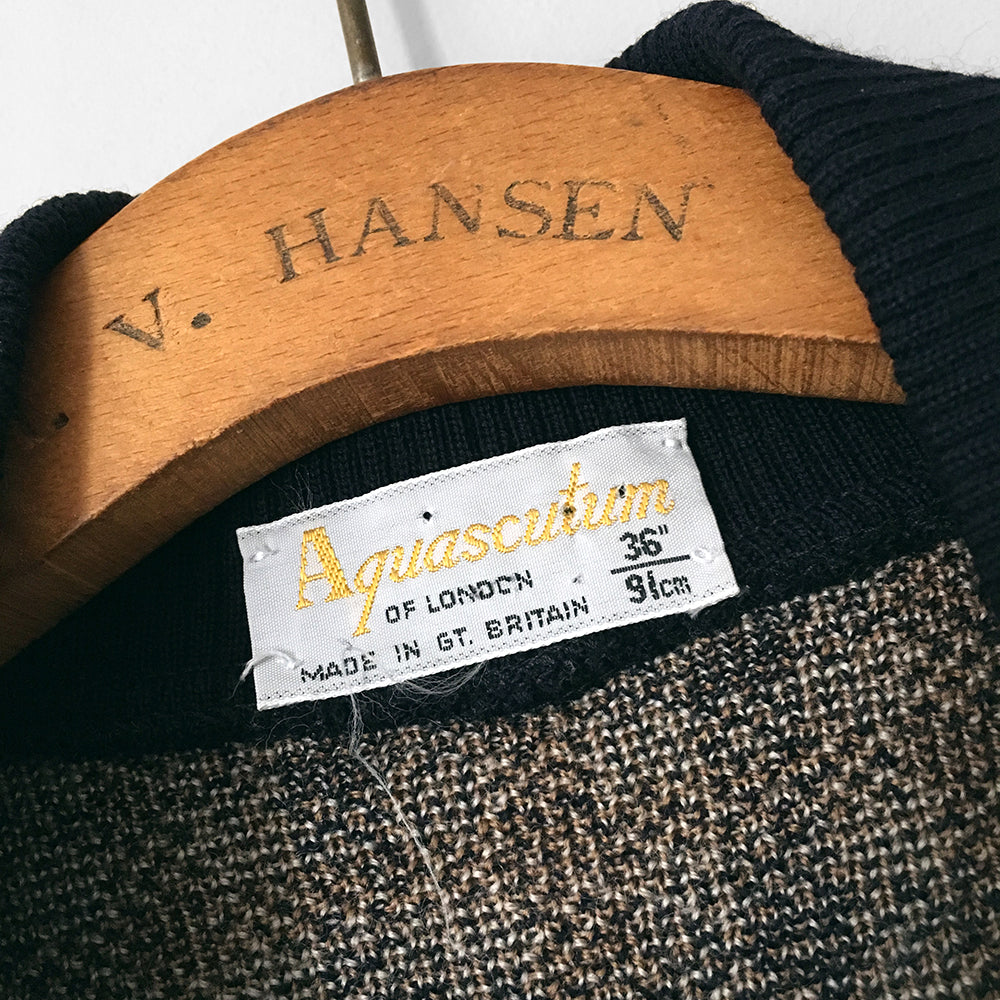 V. HANSEN
Aquascutum
OF LONDON
MADE IN GT. BRITAIN
36"
91cm